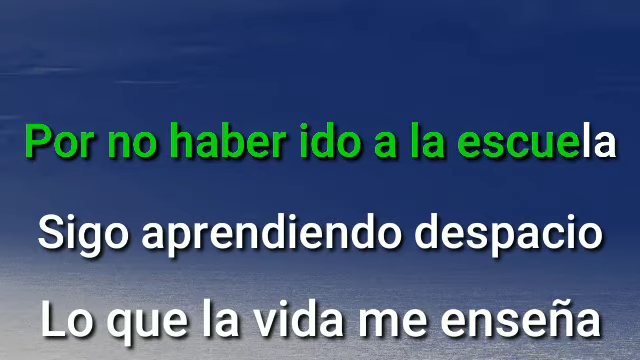 Por no haber ido a la escuela
Sigo aprendiendo despacio
Lo que la vida me enseña